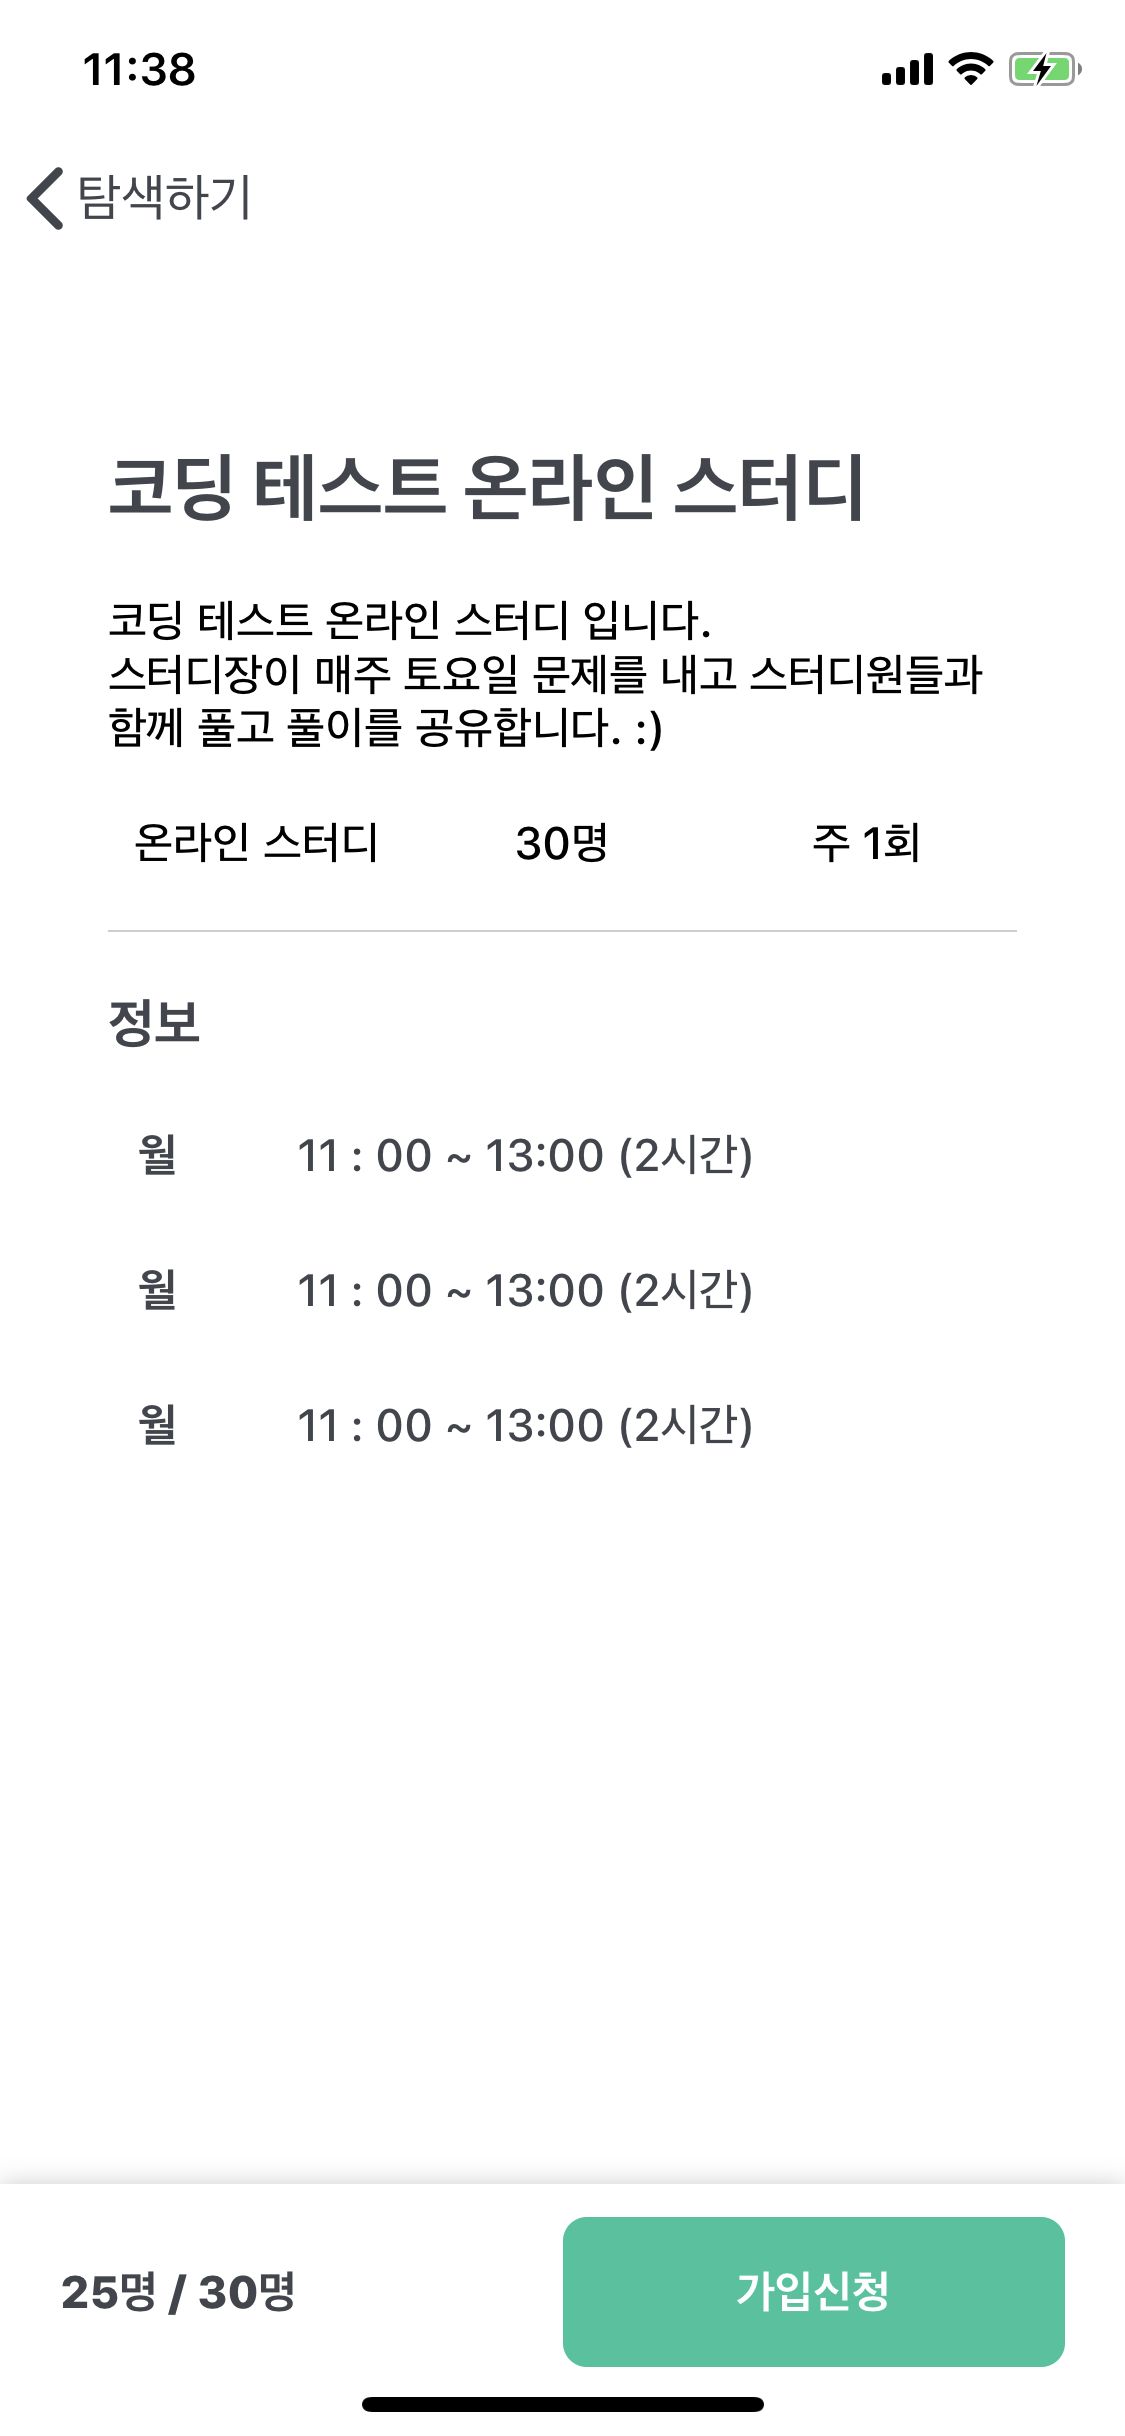 11:38
탐색하기
코딩 테스트 온라인 스터디
코딩 테스트 온라인 스터디 입니다.
스터디장이 매주 토요일 문제를 내고 스터디원들과
함께 풀고 풀이를 공유합니다. :)
온라인 스터디 30명 주 1회
정보
월 11 : 00 ~ 13:00 (2시간)
월 11 : 00 ~ 13:00 (2시간)
월 11 : 00 ~ 13:00 (2시간)
25명 / 30명 가입신청